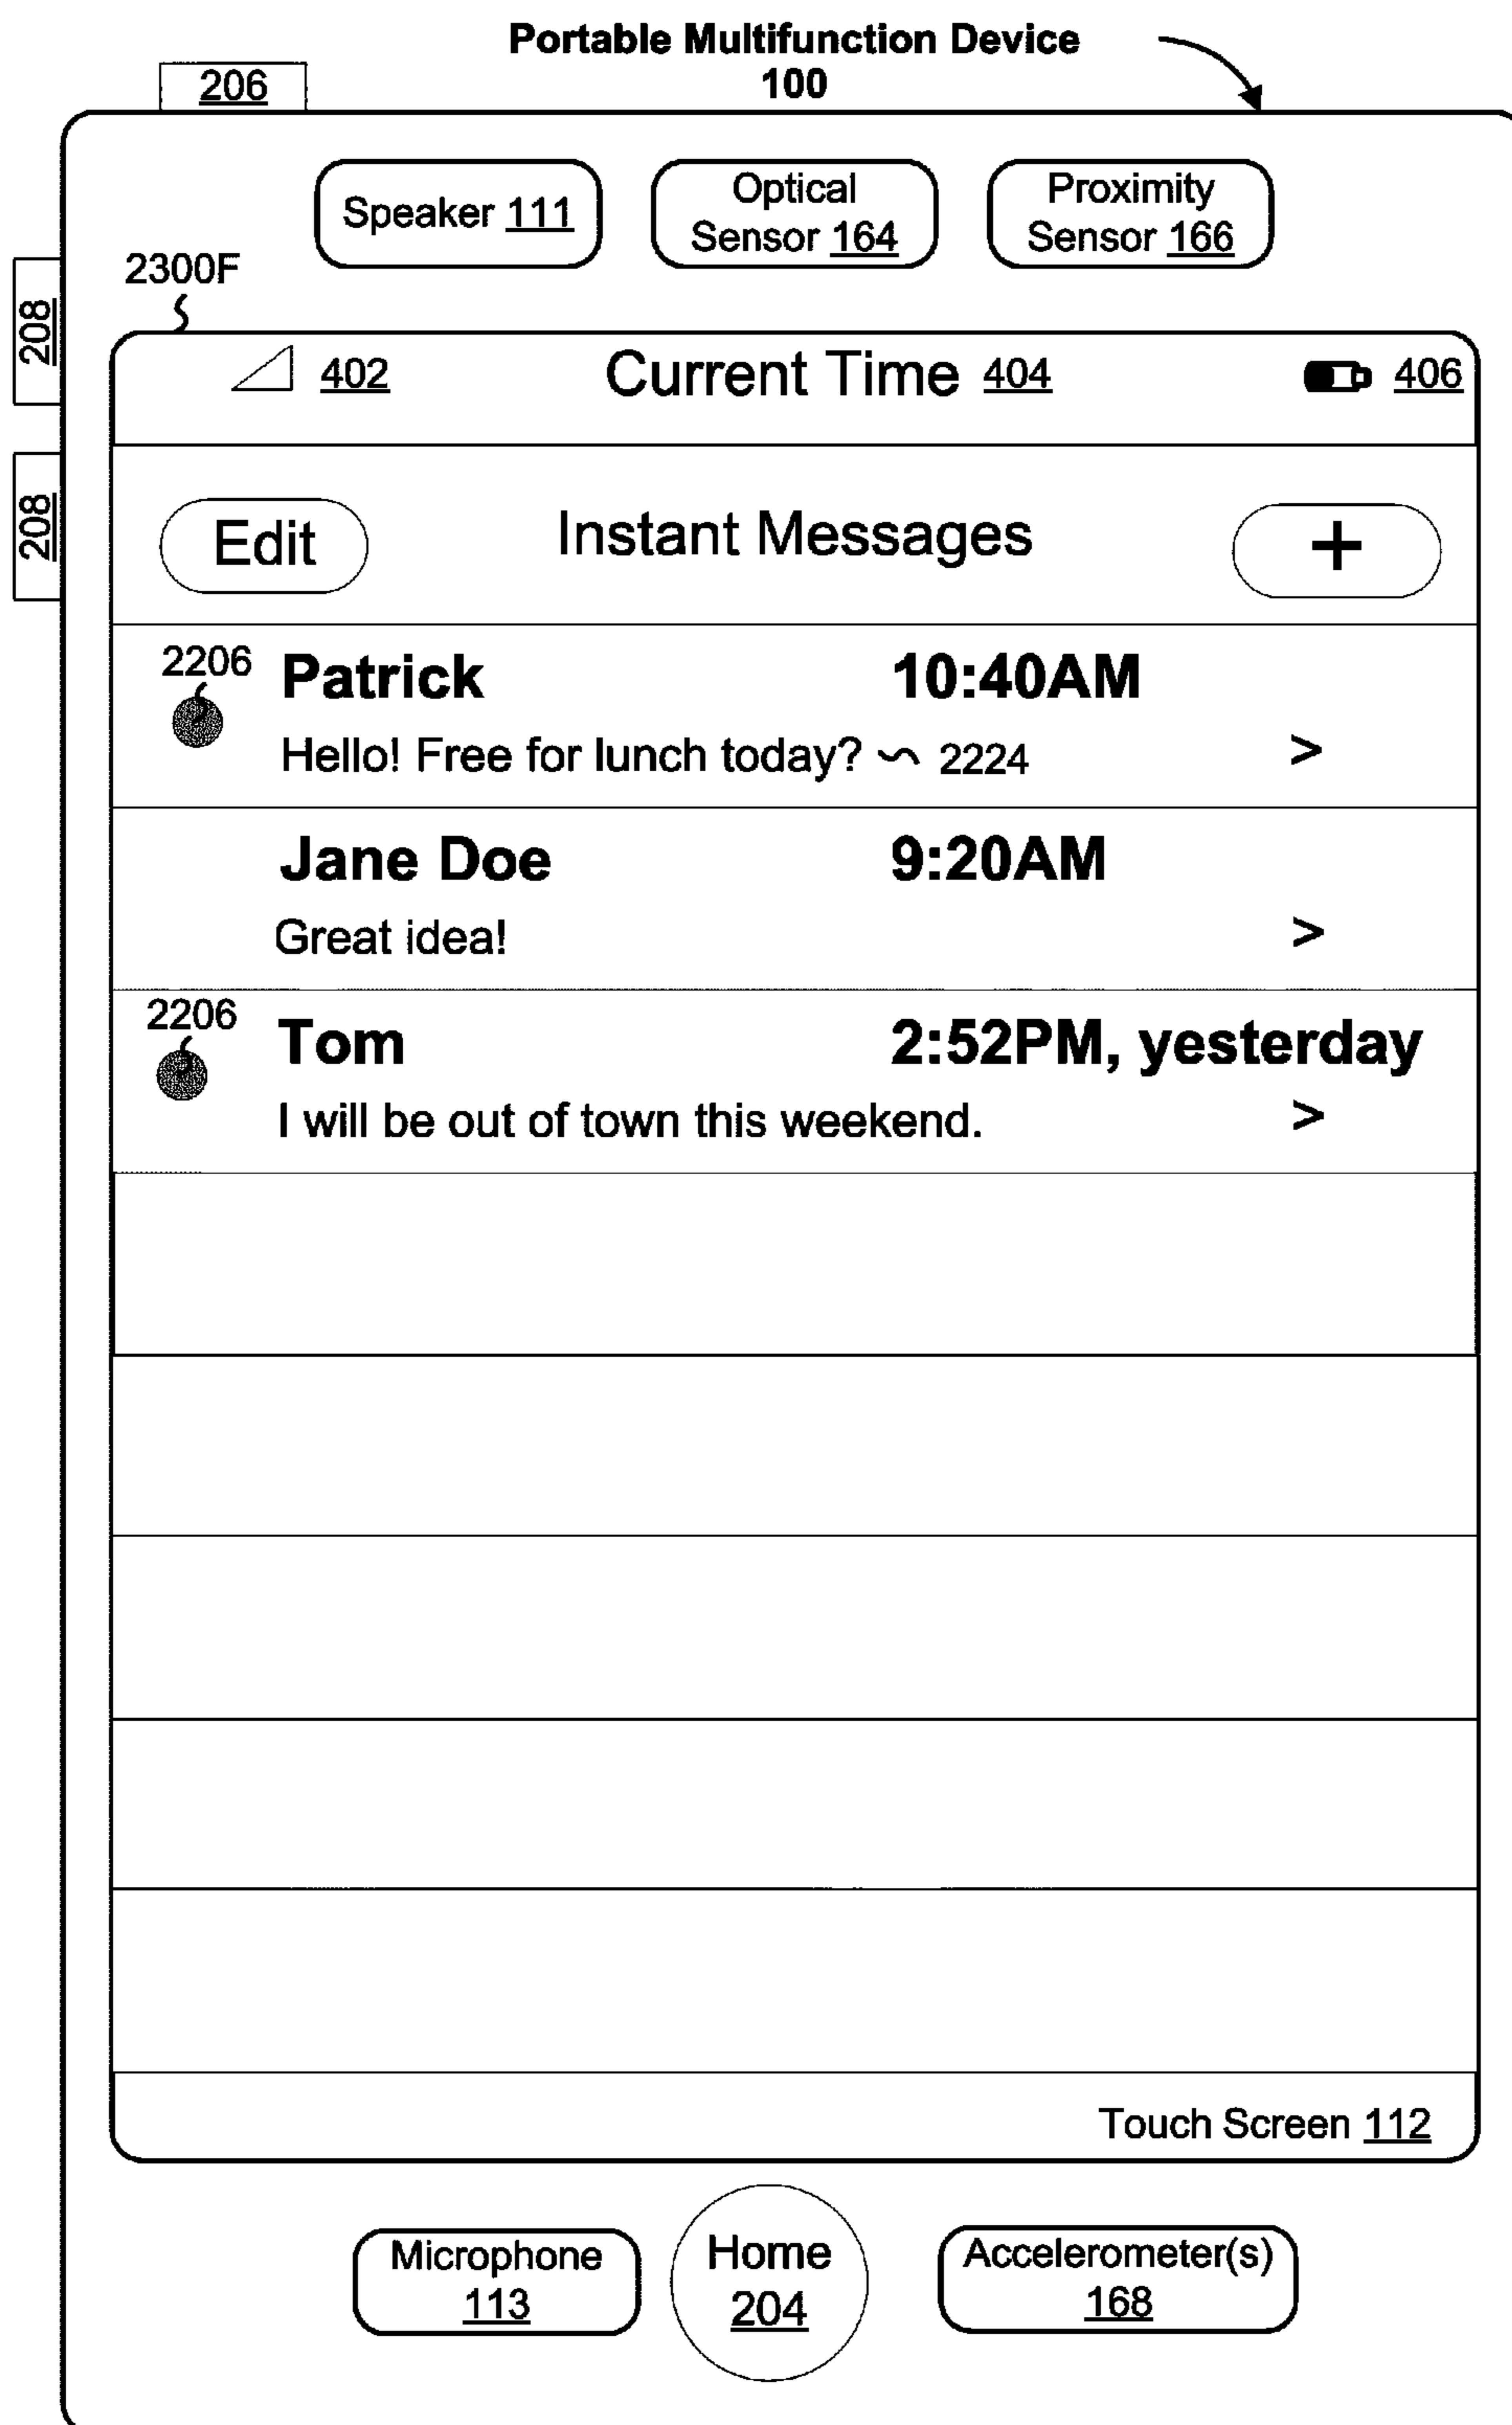 Portable Multifunction Device
100
206
Speaker 111
Optical
Sensor 164
Proximity
Sensor 166
2300F
208
208
402
Current Time 404
406
Edit
Instant Messages
+
2206
Patrick
10:40AM
Hello! Free for lunch today?
2224
>
Jane Doe
9:20AM
Great idea!
>
2206
Tom
2:52PM, yesterday
I will be out of town this weekend.
>
Touch Screen 112
Microphone
113
Home
204
Accelerometer(s)
168